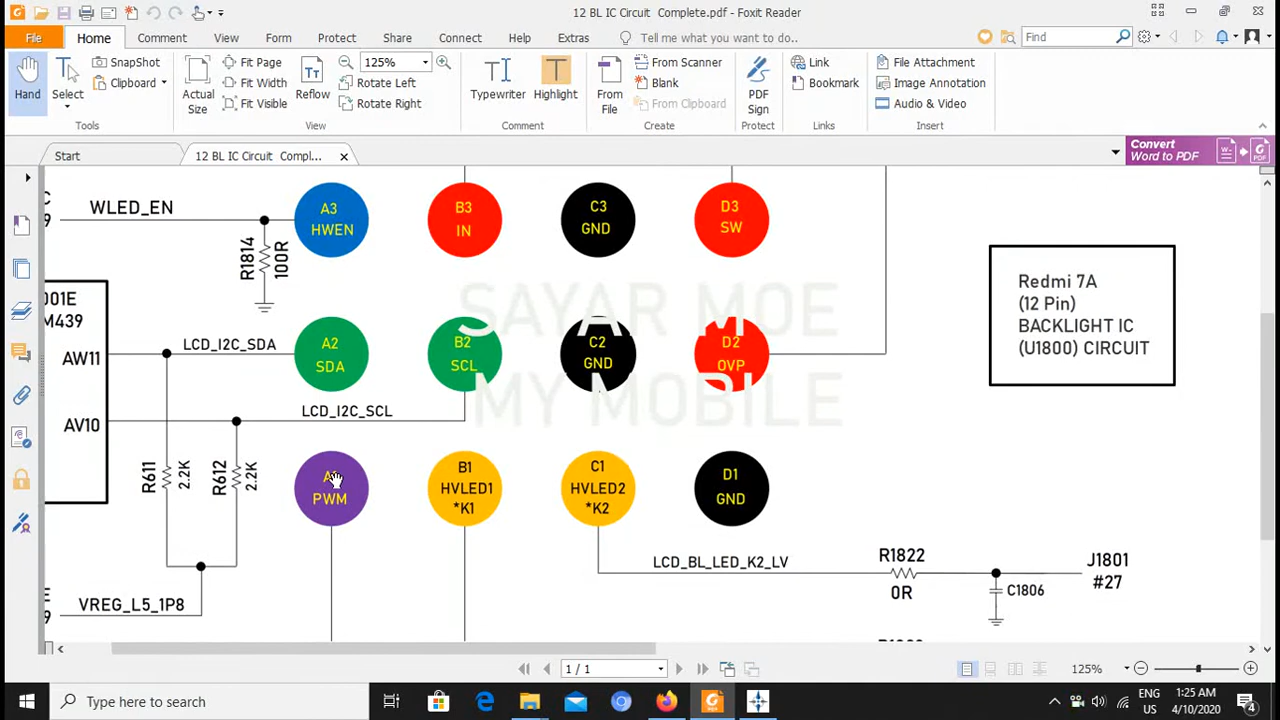 12 BL IC Circuit Complete.pdf - Foxit Reader
File
Home
Comment
View
Form
Protect
Share
Connect
Help
Extras
Tell me what you want to do..
Find
Hand
Select
SnapShot
Clipboard
Tools
Actual
Size
Fit Page
Fit Width
Fit Visible
Reflow
125%
Rotate Left
Rotate Right
View
Typewriter
Highlight
Comment
From
File
From Scanner
Blank
From Clipboard
Create
PDF
Sign
Protect
Link
Bookmark
Links
File Attachment
Image Annotation
Audio & Video
Insert
Start
12 BL IC Circuit Compl...
Convert
Word to PDF
WLED_EN
R1814
100R
A3
HWEN
B3
IN
C3
GND
D3
SW
Redmi 7A
(12 Pin)
BACKLIGHT IC
(U1800) CIRCUIT
SAYAR MOE
MY MOBILE
001E
M439
AW11
LCD_I2C_SDA
A2
SDA
B2
SCL
C2
GND
D2
OVP
AV10
LCD_I2C_SCL
R611
2.2K
R612
2.2K
PWM
B1
HVLED1
*K1
C1
HVLED2
*K2
D1
GND
LCD_BL_LED_K2_LV
R1822
0R
C1806
J1801
#27
VREG_L5_1P8
1 / 1
125%
Type here to search
ENG
US
1:25 AM
4/10/2020
4